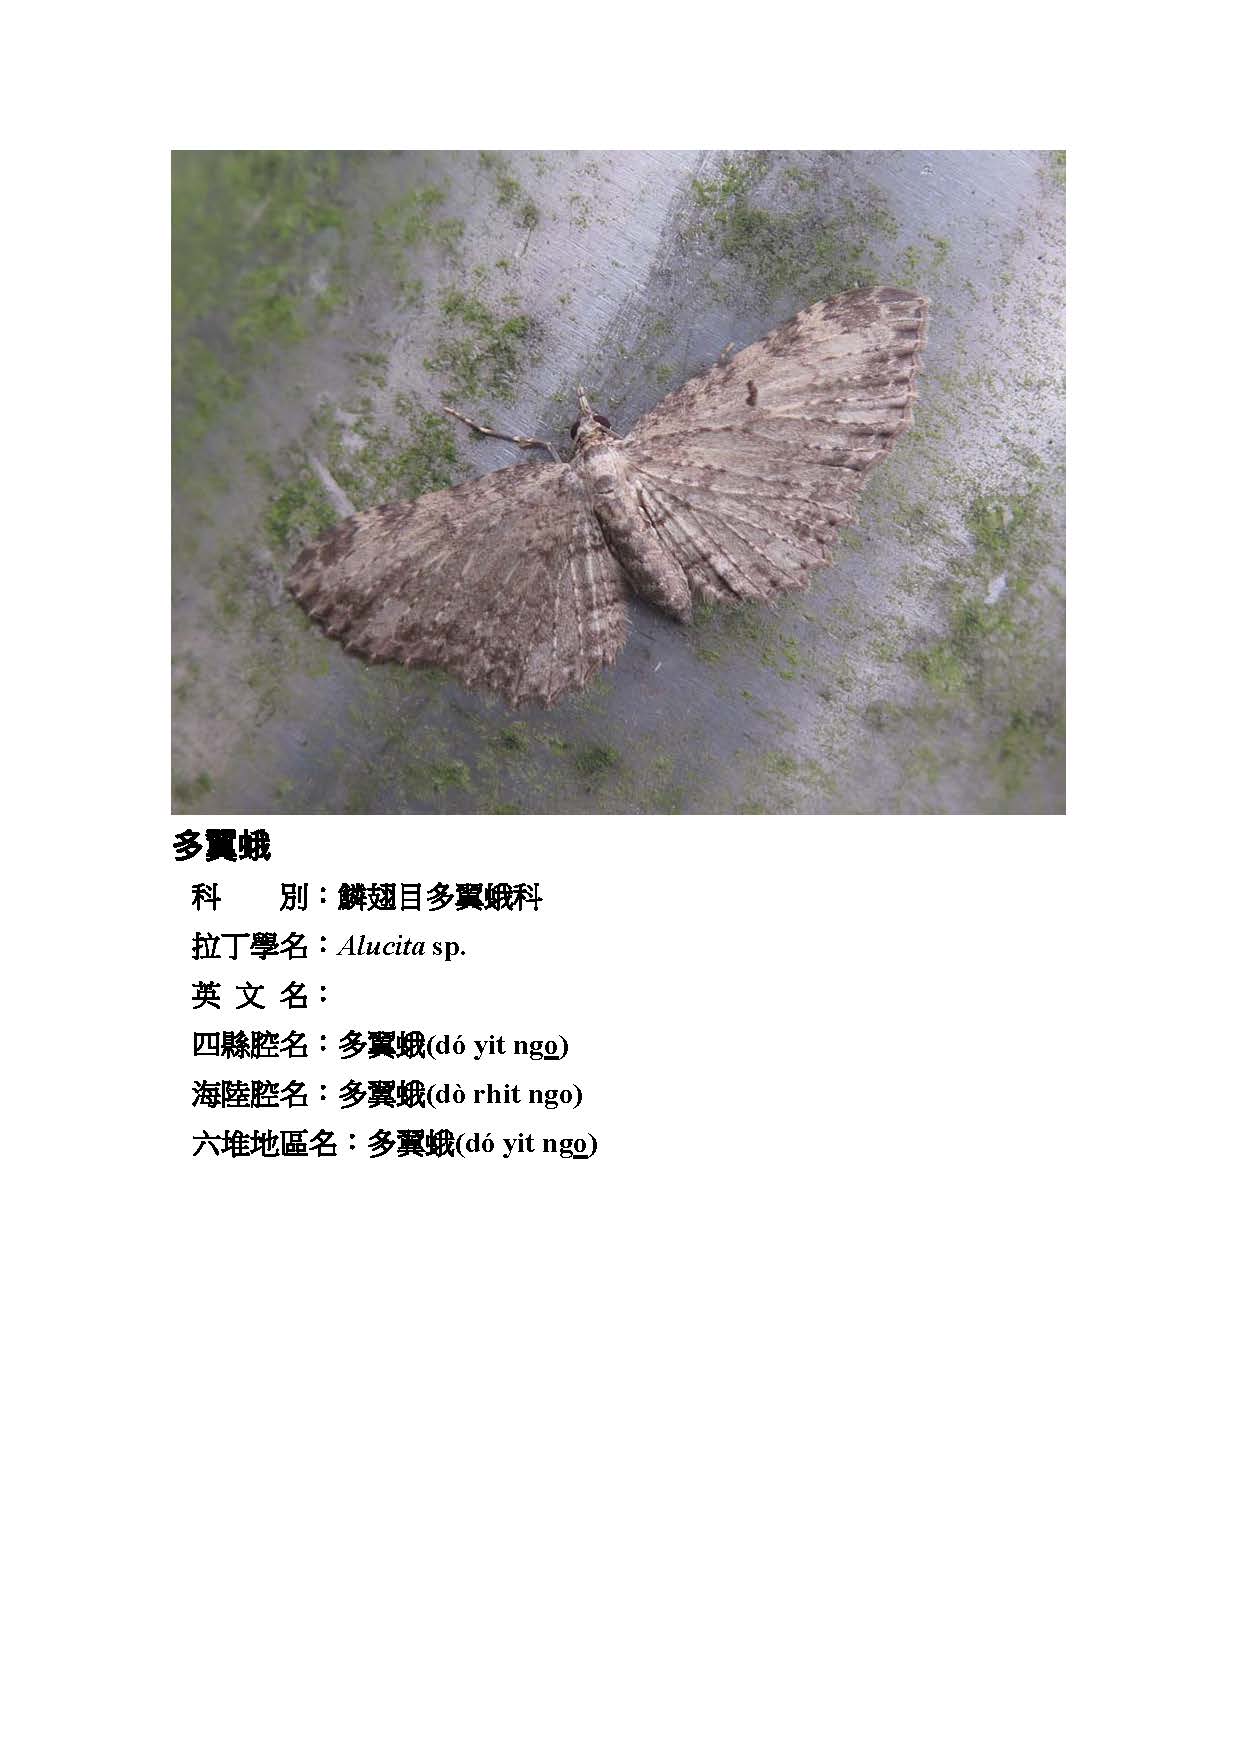 多翼蛾
科　　別：鱗翅目多翼蛾科
拉丁學名：Alucita sp.
英 文 名：
四縣腔名：多翼蛾(dó yit ngo)
海陸腔名：多翼蛾(dò rhit ngo)
六堆地區名：多翼蛾(dó yit ngo)